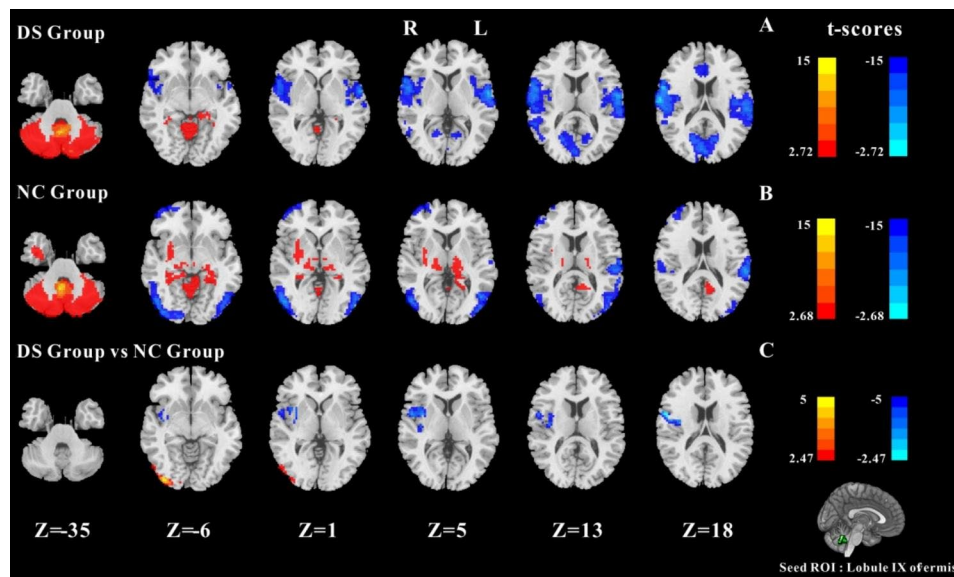 DS Group
R L
A
t-scores
15 -15
2.72 -2.72
NC Group
B
15 -15
2.68 -2.68
DS Group vs NC Group
C
5 -5
2.47 -2.47
Z=-35 Z=-6 Z=1 Z=5 Z=13 Z=18
Seed ROI : Lobule IX ofermis